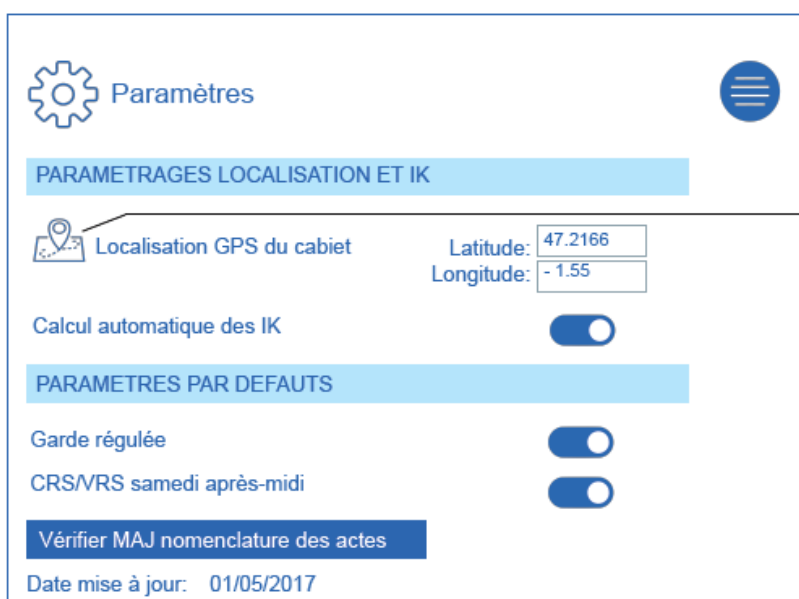 Paramètres
PARAMETRAGES LOCALISATION ET IK
Localisation GPS du cabiet
Latitude: 47.2166
Longitude: - 1.55
Calcul automatique des IK
PARAMETRES PAR DEFAUTS
Garde régulée
CRS/VRS samedi après-midi
Vérifier MAJ nomenclature des actes
Date mise à jour: 01/05/2017